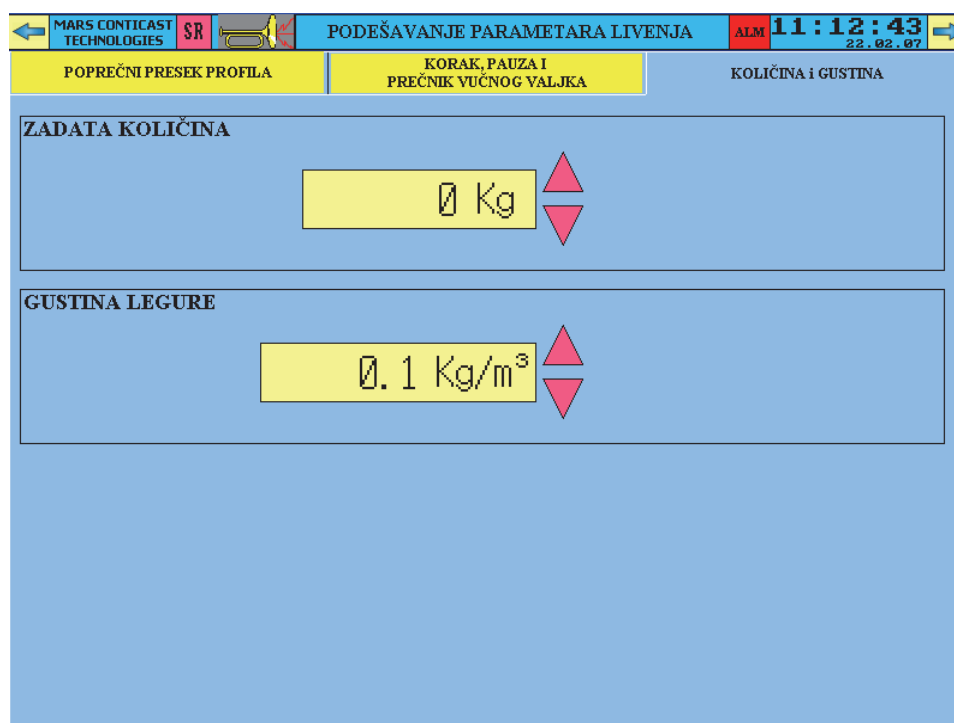 MARS CONTICAST
TECHNOLOGIES
SR
PODEŠAVANJE PARAMETARA LIVENJA
ALM
11:12:43
22.02.07
POPREČNI PRESEK PROFILA
KORAK, PAUZA I
PREČNIK VUČNOG VALJKA
KOLIČINA i GUSTINA
ZADATA KOLIČINA
0 Kg
GUSTINA LEGURE
0.1 Kg/m³